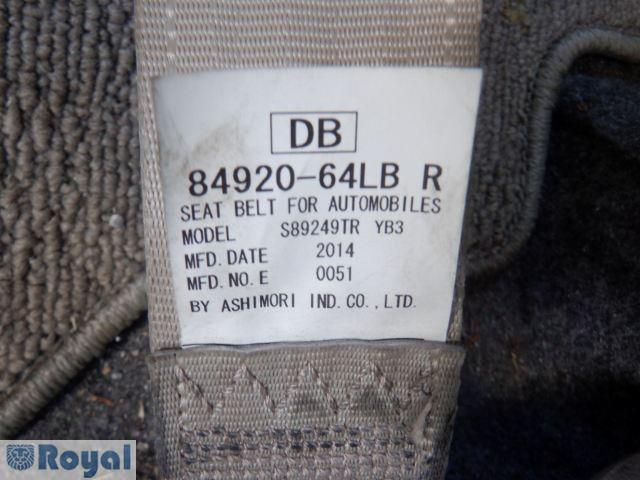 DB
84920-64LB R
SEAT BELT FOR AUTOMOBILES
MODEL S89249TR YB3
MFD. DATE 2014
MFD. NO. E 0051
BY ASHIMORI IND. CO., LTD.
Royal